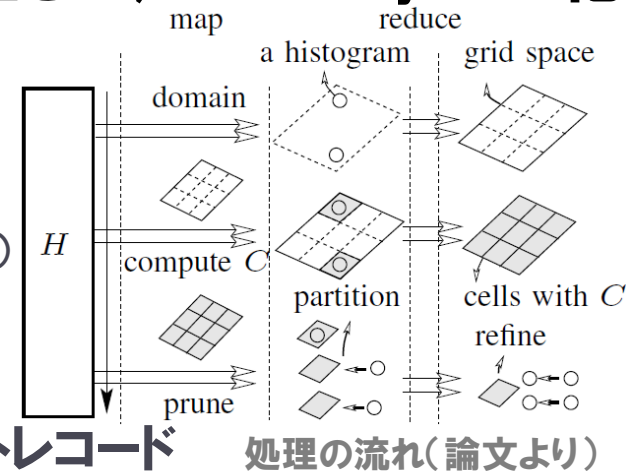 map reduce
a histogram grid space
domain
H
compute C
partition cells with C
refine
prune
トレコード 処理の流れ(論文より)